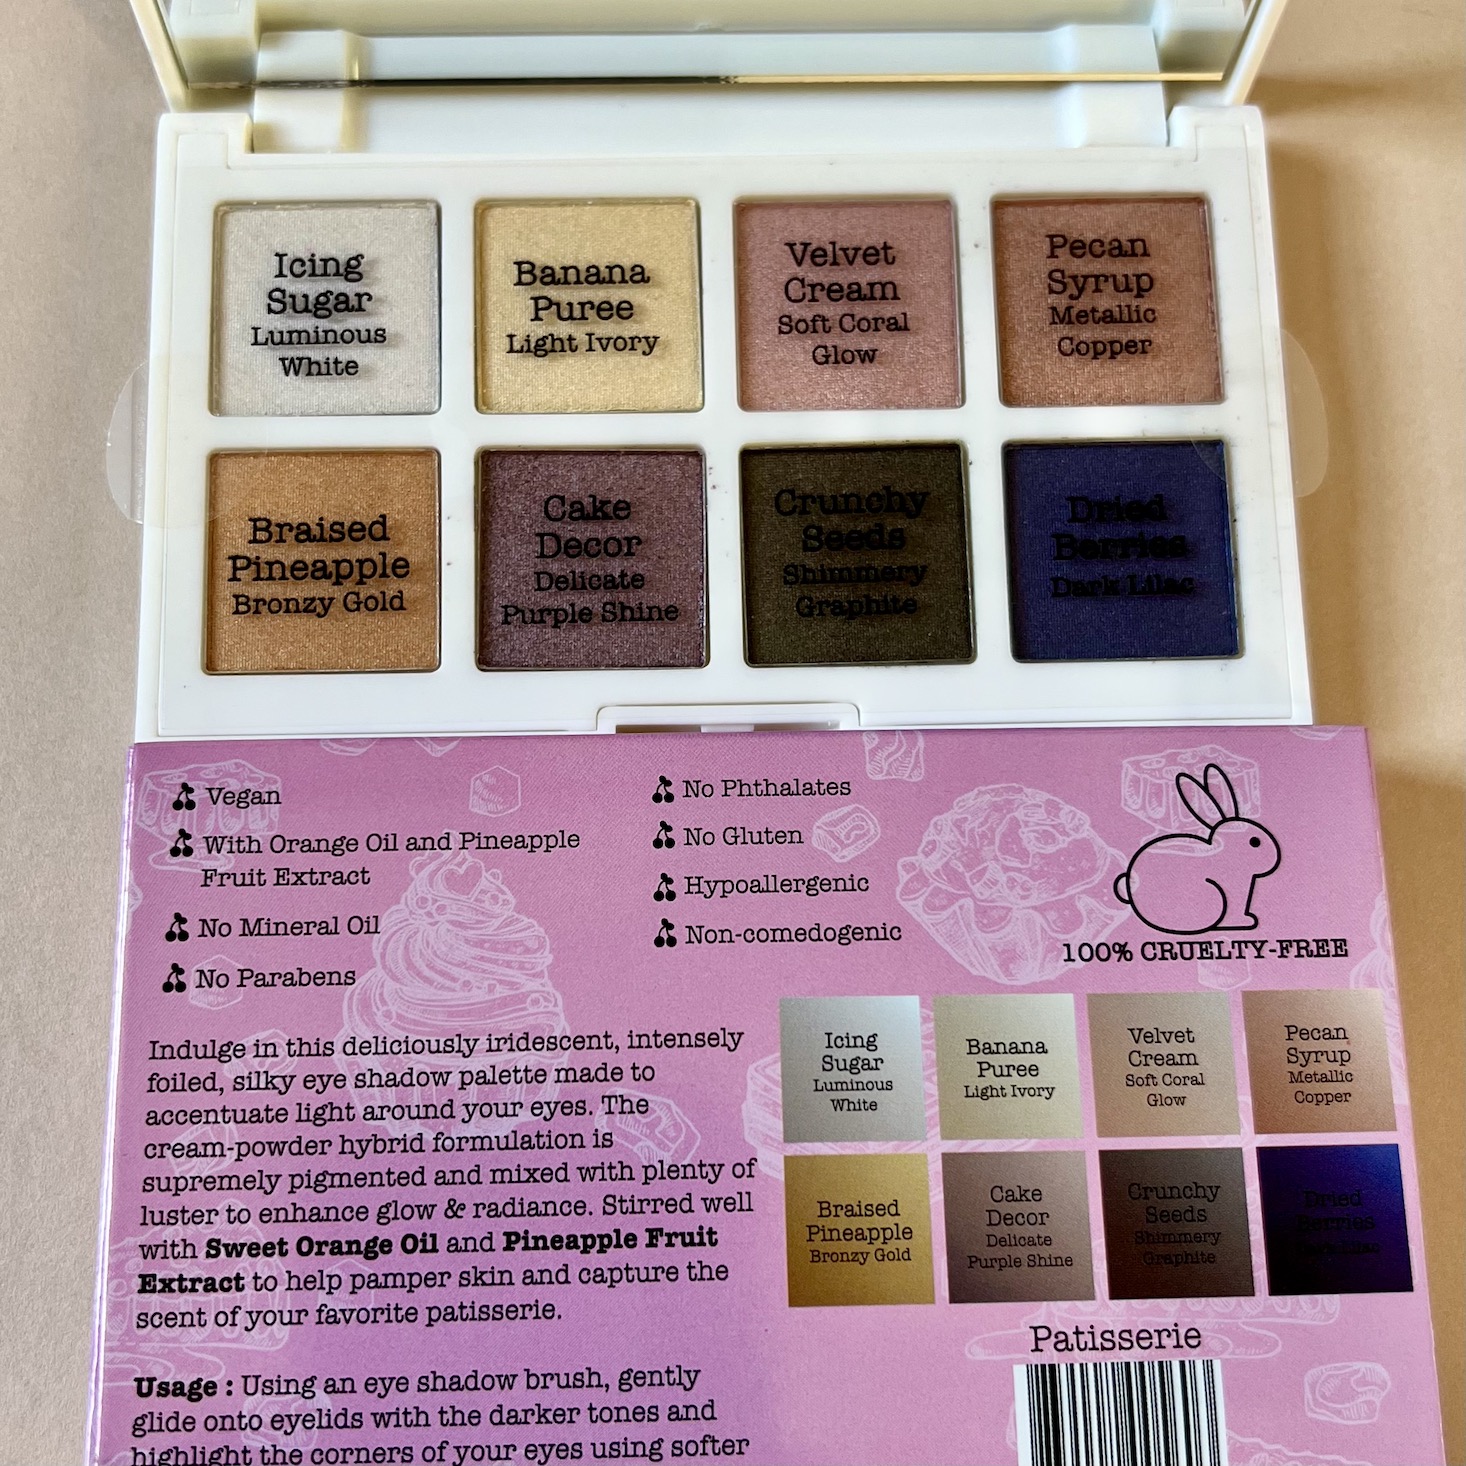 Icing
Sugar
Luminous
White
Banana
Puree
Light Ivory
Velvet
Cream
Soft Coral
Glow
Pecan
Syrup
Metallic
Copper
Braised
Pineapple
Bronzy Gold
Cake
Decor
Delicate
Purple Shine
Crunchy
Seeds
Shimmery
Graphite
Dried
Berries
Dark Lilac
Vegan
With Orange Oil and Pineapple
Fruit Extract
No Mineral Oil
No Parabens
No Phthalates
No Gluten
Hypoallergenic
Non-comedogenic
100% CRUELTY-FREE
Indulge in this deliciously iridescent, intensely
foiled, silky eye shadow palette made to
accentuate light around your eyes. The
cream-powder hybrid formulation is
supremely pigmented and mixed with plenty of
luster to enhance glow & radiance. Stirred well
with Sweet Orange Oil and Pineapple Fruit
Extract to help pamper skin and capture the
scent of your favorite patisserie.
Usage : Using an eye shadow brush, gently
glide onto eyelids with the darker tones and
highlight the corners of your eyes using softer
Icing
Sugar
Luminous
White
Banana
Puree
Light Ivory
Velvet
Cream
Soft Coral
Glow
Pecan
Syrup
Metallic
Copper
Braised
Pineapple
Bronzy Gold
Cake
Decor
Delicate
Purple Shine
Crunchy
Seeds
Shimmery
Graphite
Dried
Berries
Patisserie